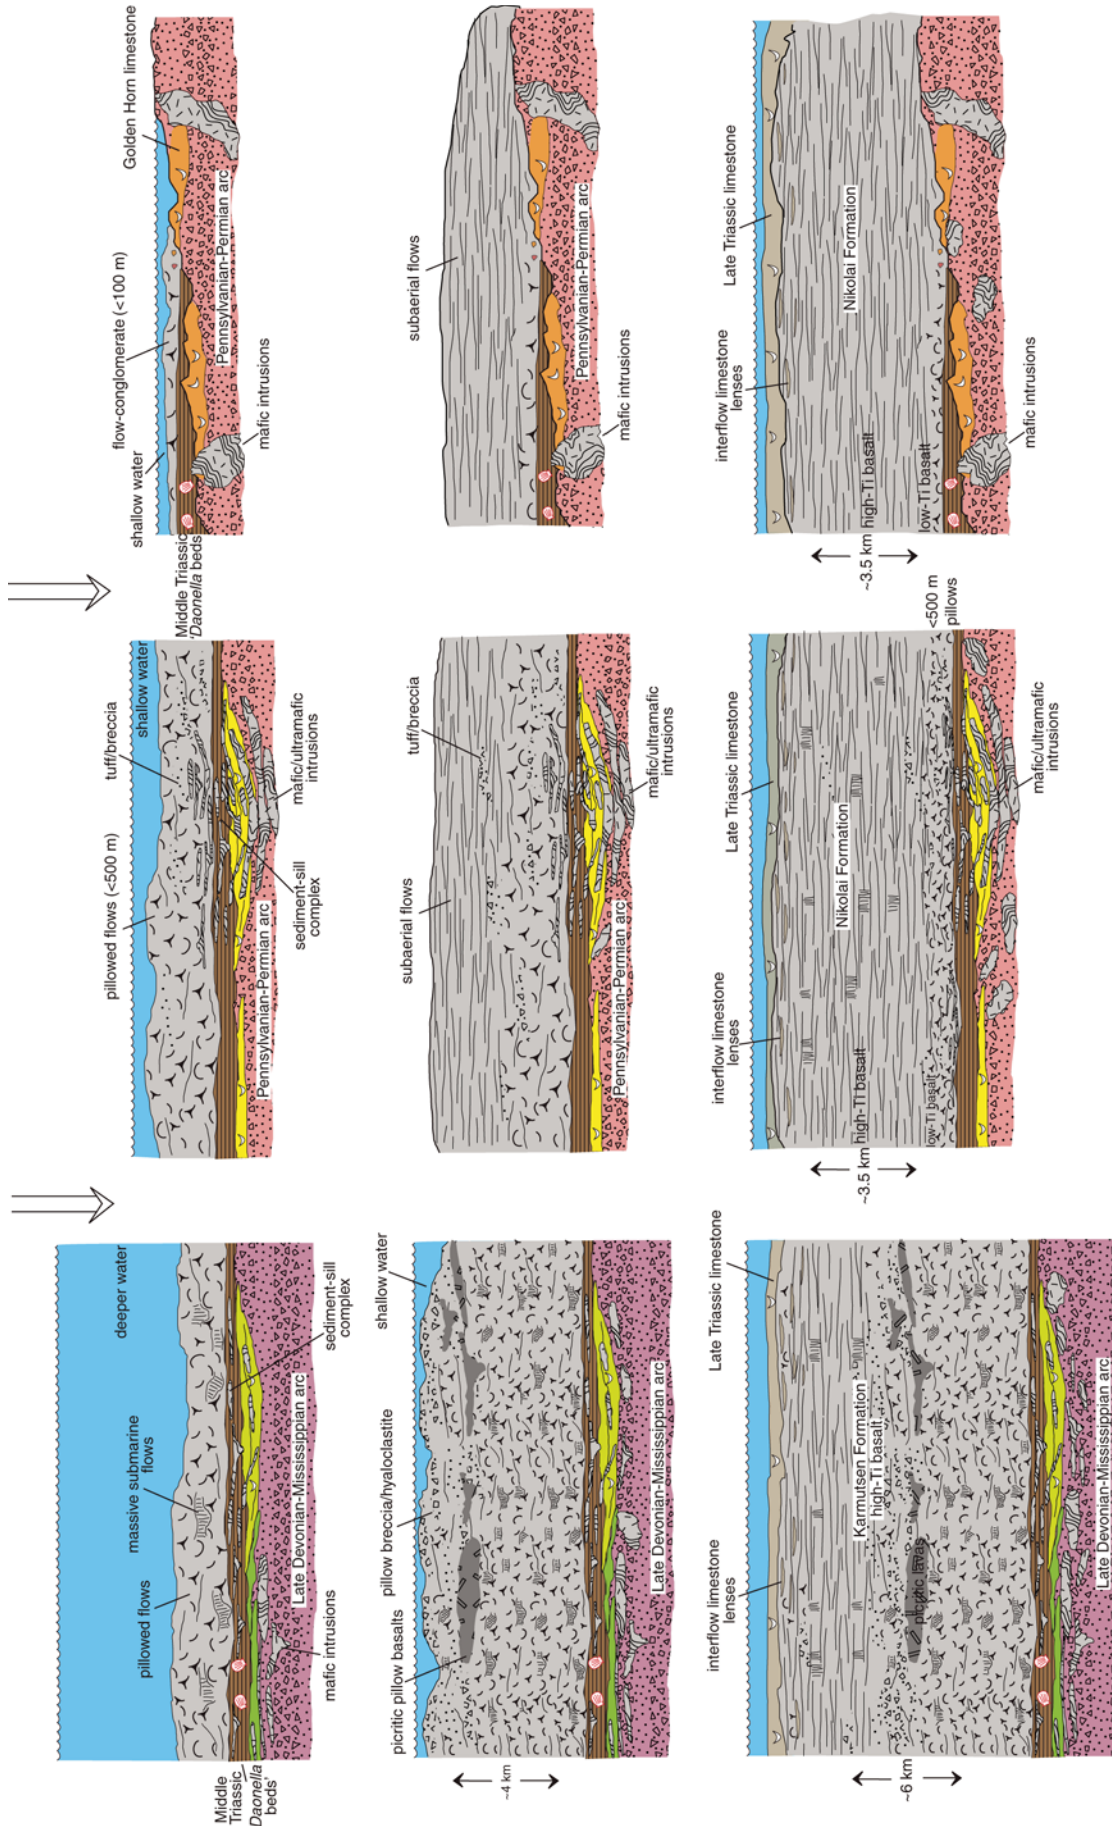 Golden Horn limestone
flow-conglomerate (<100 m)
shallow water
Pennsylvanian-Permian arc
mafic intrusions
Middle Triassic
'Daonella beds
subaerial flows
Pennsylvanian-Permian arc
mafic intrusions
Late Triassic limestone
interflow limestone
lenses
Nikolai Formation
high-Ti basalt
low-Ti basalt
~3.5 km
mafic intrusions
shallow water
tuff/breccia
pillowed flows (<500 m)
mafic/ultramafic
intrusions
sediment-sill
complex
Pennsylvanian-Permian arc
tuff/breccia
subaerial flows
mafic/ultramafic
intrusions
Pennsylvanian-Permian arc
<500 m
pillows
Late Triassic limestone
interflow limestone
lenses
Nikolai Formation
high-Ti basalt
low-Ti basalt
~3.5 km
mafic/ultramafic
intrusions
deeper water
massive submarine
flows
pillowed flows
sediment-sill
complex
Late Devonian-Mississippian arc
mafic intrusions
Middle
Triassic
Daonella
beds'
shallow water
pillow breccia/hyaloclastite
picritic pillow basalts
Late Devonian-Mississippian arc
~4 km
Late Triassic limestone
interflow limestone
lenses
Karmutsen Formation
high-Ti basalt
picritic lavas
~6 km
Late Devonian-Mississippian arc